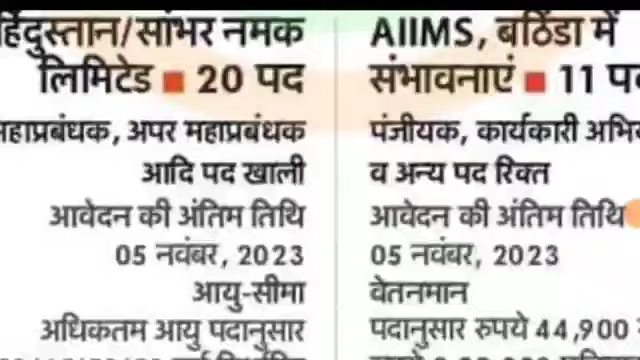 हिंदुस्तान/सांभर नमक
लिमिटेड ■ 20 पद
महाप्रबंधक, अपर महाप्रबंधक
आदि पद खाली
आवेदन की अंतिम तिथि
05 नवंबर, 2023
आयु-सीमा
अधिकतम आयु पदानुसार
AIIMS, बठिंडा में
संभावनाएं ■ 11
पंजीयक, कार्यकारी
व अन्य पद रिक्त
आवेदन की अंतिम तिथि
05 नवंबर, 2023
वेतनमान
पदानुसार रुपये 44,900